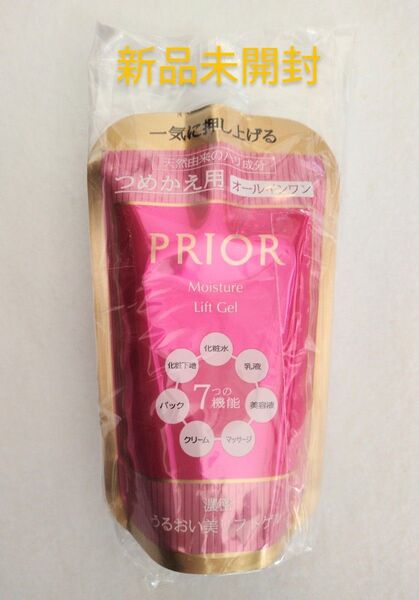 新品未開封
一気に押し上げる
天然由来のハリ成分
つめかえ用 オールインワン
PRIOR
Moisture
Lift Gel
化粧水
化粧下地
乳液
パック
7つの
機能
美容液
クリーム
マッサージ
濃密
うるおい美リフトゲル